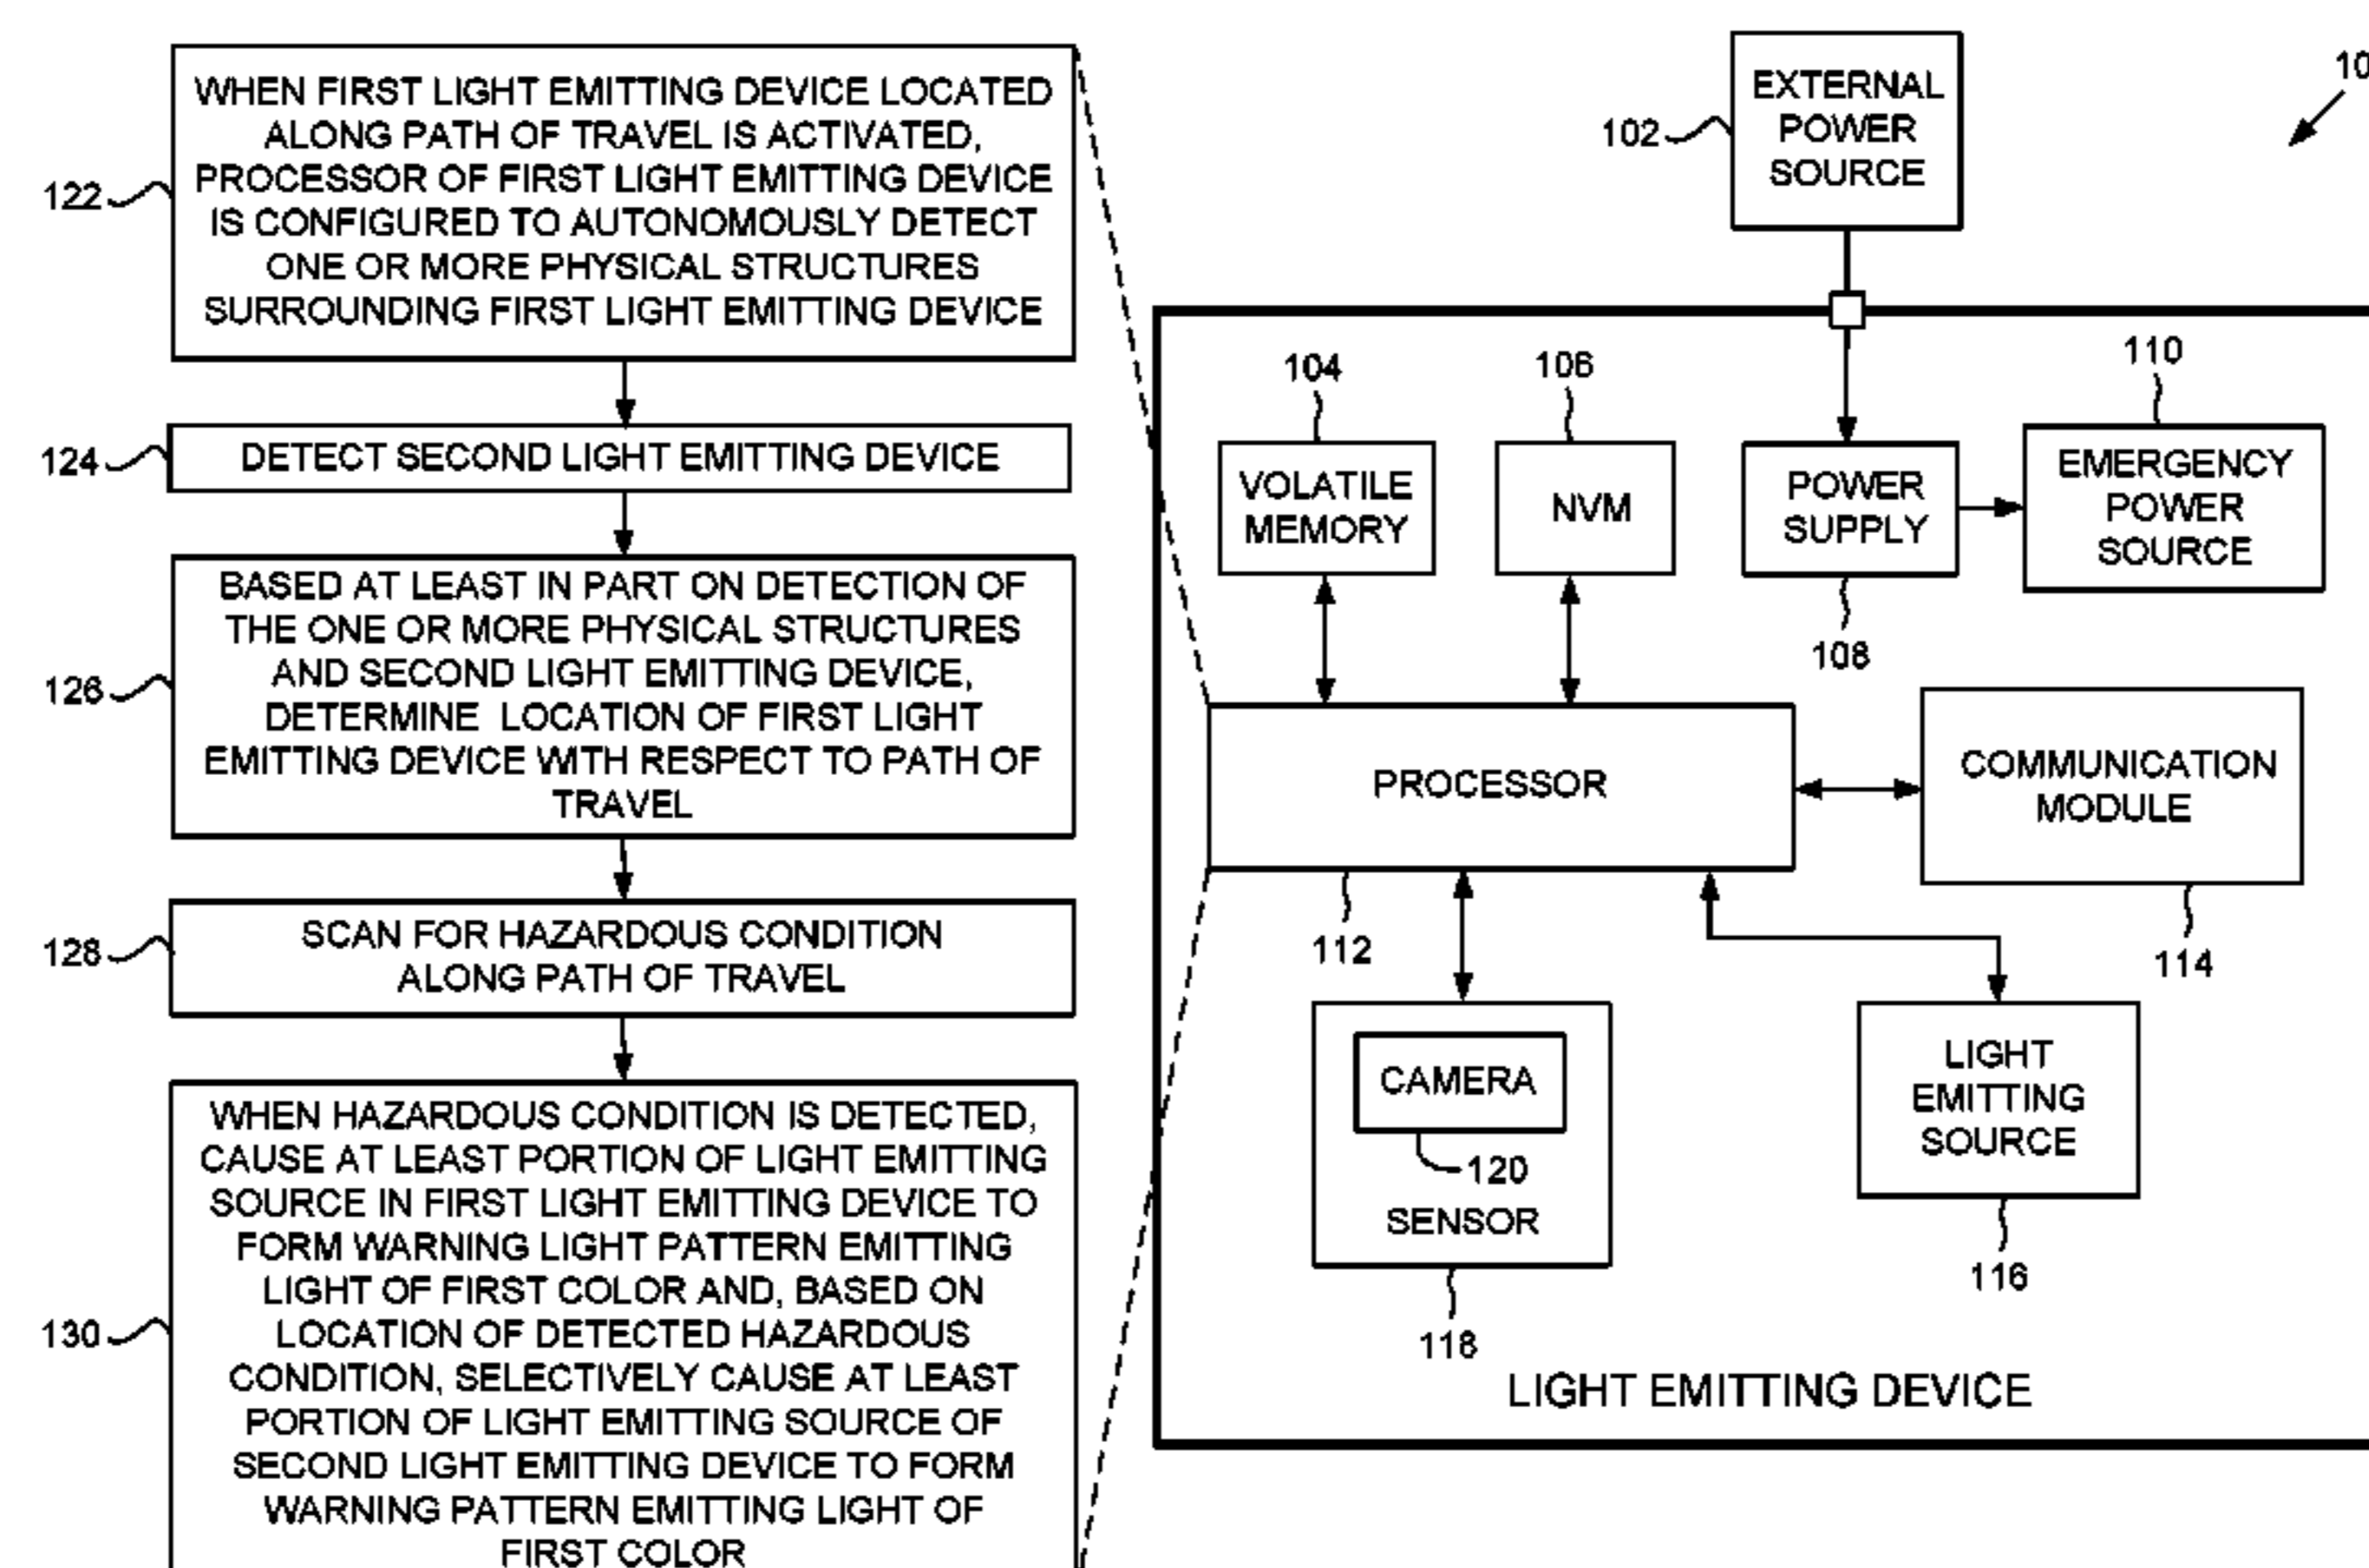 WHEN FIRST LIGHT EMITTING DEVICE LOCATED
ALONG PATH OF TRAVEL IS ACTIVATED,
PROCESSOR OF FIRST LIGHT EMITTING DEVICE
IS CONFIGURED TO AUTONOMOUSLY DETECT
ONE OR MORE PHYSICAL STRUCTURES
SURROUNDING FIRST LIGHT EMITTING DEVICE
122
DETECT SECOND LIGHT EMITTING DEVICE
124
BASED AT LEAST IN PART ON DETECTION OF
THE ONE OR MORE PHYSICAL STRUCTURES
AND SECOND LIGHT EMITTING DEVICE,
DETERMINE LOCATION OF FIRST LIGHT
EMITTING DEVICE WITH RESPECT TO PATH OF
TRAVEL
126
SCAN FOR HAZARDOUS CONDITION
ALONG PATH OF TRAVEL
128
WHEN HAZARDOUS CONDITION IS DETECTED,
CAUSE AT LEAST PORTION OF LIGHT EMITTING
SOURCE IN FIRST LIGHT EMITTING DEVICE TO
FORM WARNING LIGHT PATTERN EMITTING
LIGHT OF FIRST COLOR AND, BASED ON
LOCATION OF DETECTED HAZARDOUS
CONDITION, SELECTIVELY CAUSE AT LEAST
PORTION OF LIGHT EMITTING SOURCE OF
SECOND LIGHT EMITTING DEVICE TO FORM
WARNING PATTERN EMITTING LIGHT OF
FIRST COLOR
130
EXTERNAL
POWER
SOURCE
102
10
104
VOLATILE
MEMORY
106
NVM
POWER
SUPPLY
108
110
EMERGENCY
POWER
SOURCE
PROCESSOR
112
COMMUNICATION
MODULE
114
CAMERA
120
SENSOR
118
LIGHT
EMITTING
SOURCE
116
LIGHT EMITTING DEVICE